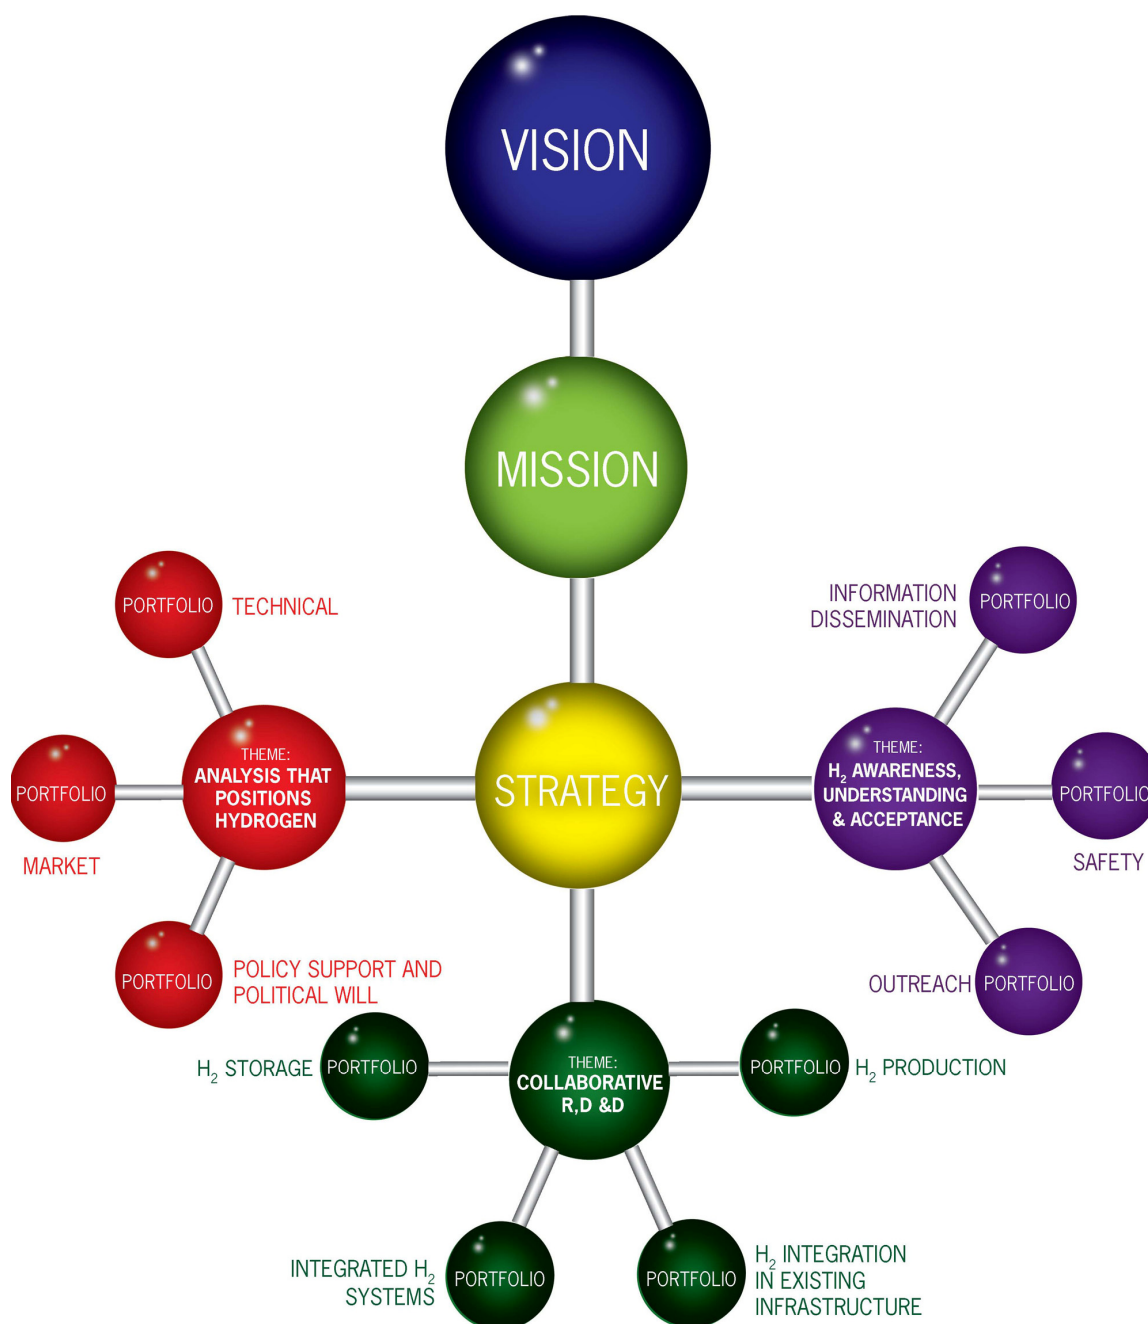 VISION
MISSION
PORTFOLIO
TECHNICAL
INFORMATION
DISSEMINATION
PORTFOLIO
THEME:
ANALYSIS THAT
POSITIONS
HYDROGEN
PORTFOLIO
MARKET
STRATEGY
THEME:
H₂ AWARENESS,
UNDERSTANDING
& ACCEPTANCE
PORTFOLIO
SAFETY
PORTFOLIO
POLICY SUPPORT AND
POLITICAL WILL
OUTREACH
PORTFOLIO
H₂ STORAGE
PORTFOLIO
THEME:
COLLABORATIVE
R,D &D
PORTFOLIO
H₂ PRODUCTION
INTEGRATED H₂
SYSTEMS
PORTFOLIO
PORTFOLIO
H₂ INTEGRATION
IN EXISTING
INFRASTRUCTURE